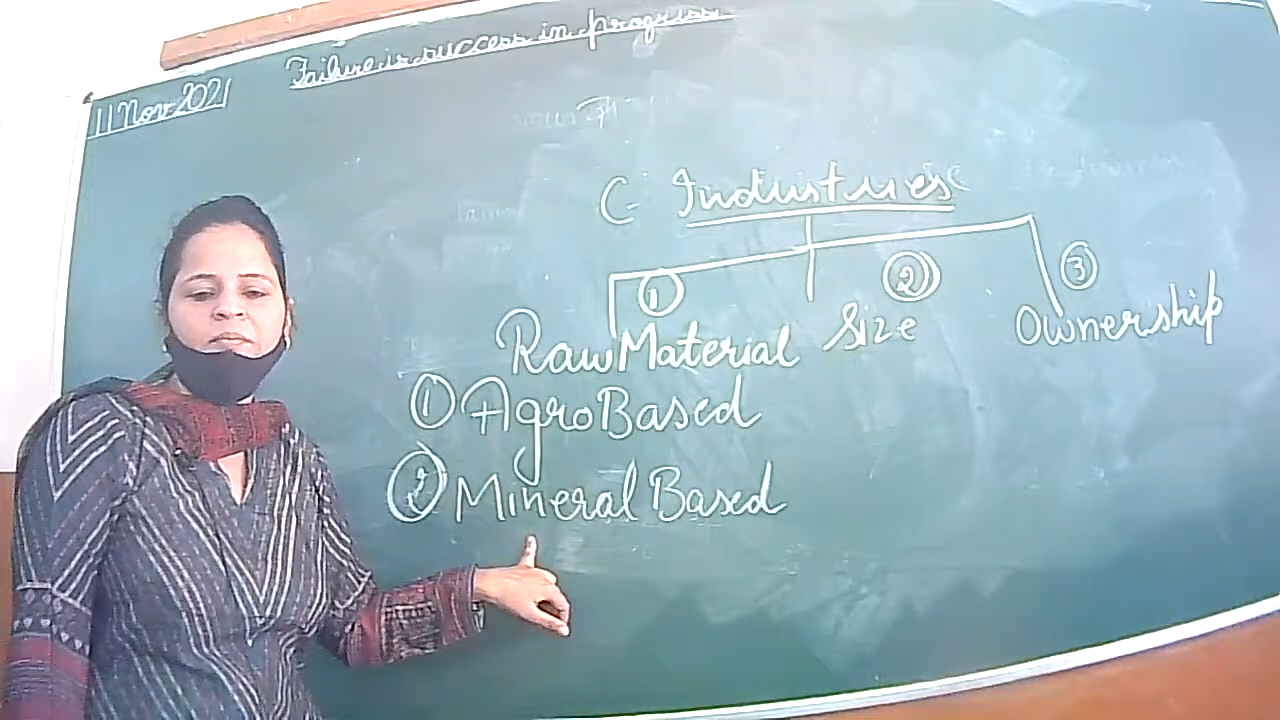 Failure is success in progress
11 Nov 2021
C- Industries
① ② ③
Raw Material Size Ownership
① Agro Based
② Mineral Based